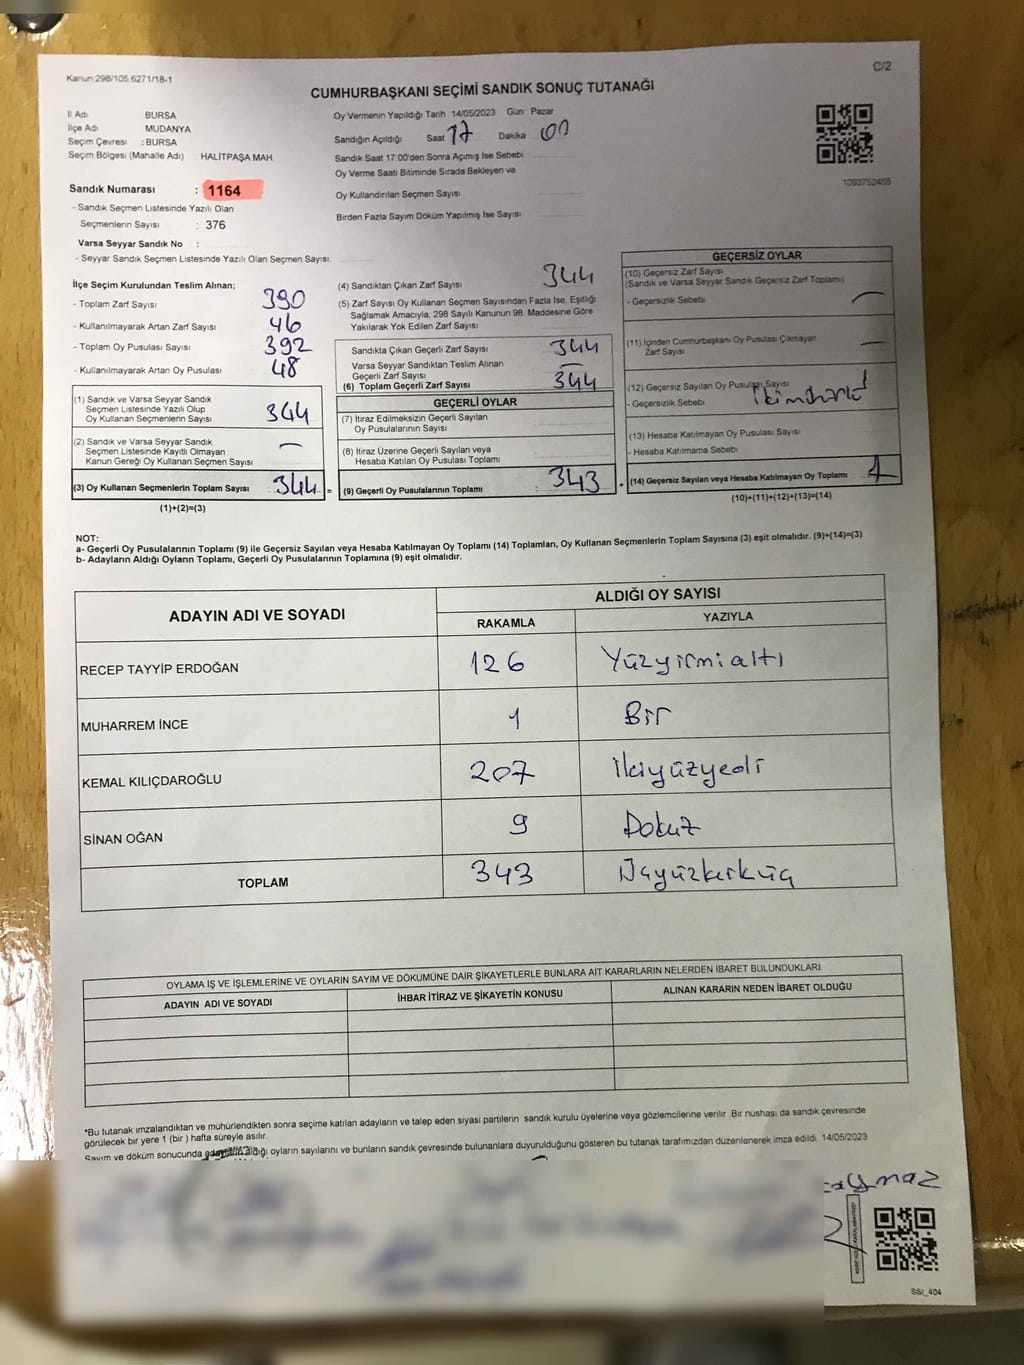 Kanun:298/105,6271/18-1
C/2
CUMHURBAŞKANI SEÇİMİ SANDIK SONUÇ TUTANAĞI
İl Adı BURSA
İlçe Adı MUDANYA
Seçim Çevresi : BURSA
Seçim Bölgesi (Mahalle Adı) HALİTPAŞA MAH.
Sandık Numarası : 1164
- Sandık Seçmen Listesinde Yazılı Olan
Seçmenlerin Sayısı : 376
Varsa Seyyar Sandık No :
- Seyyar Sandık Seçmen Listesinde Yazılı Olan Seçmen Sayısı:
Oy Vermenin Yapıldığı Tarih 14/05/2023 Gün Pazar
Sandığın Açıldığı Saat 17 Dakika 00
Sandık Saat 17.00'den Sonra Açılmış İse Sebebi
Oy Verme Saati Bitiminde Sırada Bekleyen ve
Oy Kullandırılan Seçmen Sayısı
Birden Fazla Sayım Döküm Yapılmış İse Sayısı
1093752455
İlçe Seçim Kurulundan Teslim Alınan;
- Toplam Zarf Sayısı 390
- Kullanılmayarak Artan Zarf Sayısı 46
- Toplam Oy Pusulası Sayısı 392
- Kullanılmayarak Artan Oy Pusulası 48
(1) Sandık ve Varsa Seyyar Sandık
Seçmen Listesinde Yazılı Olup
Oy Kullanan Seçmenlerin Sayısı 344
(2) Sandık ve Varsa Seyyar Sandık
Seçmen Listesinde Kayıtlı Olmayan
Kanun Gereği Oy Kullanan Seçmen Sayısı —
(3) Oy Kullanan Seçmenlerin Toplam Sayısı 344 =
(1)+(2)=(3)
(4) Sandıktan Çıkan Zarf Sayısı 344
(5) Zarf Sayısı Oy Kullanan Seçmen Sayısından Fazla İse, Eşitliği
Sağlamak Amacıyla; 298 Sayılı Kanunun 98. Maddesine Göre
Yakılarak Yok Edilen Zarf Sayısı
Sandıkta Çıkan Geçerli Zarf Sayısı 344
Varsa Seyyar Sandıktan Teslim Alınan
Geçerli Zarf Sayısı —
(6) Toplam Geçerli Zarf Sayısı 344
GEÇERLİ OYLAR
(7) İtiraz Edilmeksizin Geçerli Sayılan
Oy Pusulalarının Sayısı
(8) İtiraz Üzerine Geçerli Sayılan veya
Hesaba Katılan Oy Pusulası Toplamı
(9) Geçerli Oy Pusulalarının Toplamı : 343 +
GEÇERSİZ OYLAR
(10) Geçersiz Zarf Sayısı
(Sandık ve Varsa Seyyar Sandık Geçersiz Zarf Toplamı)
- Geçersizlik Sebebi —
(11) İçinden Cumhurbaşkanı Oy Pusulası Çıkmayan
Zarf Sayısı —
(12) Geçersiz Sayılan Oy Pusulası Sayısı 1
- Geçersizlik Sebebi
(13) Hesaba Katılmayan Oy Pusulası Sayısı
- Hesaba Katılmama Sebebi
(14) Geçersiz Sayılan veya Hesaba Katılmayan Oy Toplamı 1
(10)+(11)+(12)+(13)=(14)
NOT:
a- Geçerli Oy Pusulalarının Toplamı (9) ile Geçersiz Sayılan veya Hesaba Katılmayan Oy Toplamı (14) Toplamları, Oy Kullanan Seçmenlerin Toplam Sayısına (3) eşit olmalıdır. (9)+(14)=(3)
b- Adayların Aldığı Oyların Toplamı, Geçerli Oy Pusulalarının Toplamına (9) eşit olmalıdır.
ADAYIN ADI VE SOYADI
ALDIĞI OY SAYISI
RAKAMLA YAZIYLA
RECEP TAYYİP ERDOĞAN 126 Yüzyirmialtı
MUHARREM İNCE 1 Bir
KEMAL KILIÇDAROĞLU 207 İkiyüzyedi
SİNAN OĞAN 9 Dokuz
TOPLAM 343 Üçyüzkırküç
OYLAMA İŞ VE İŞLEMLERİNE VE OYLARIN SAYIM VE DÖKÜMÜNE DAİR ŞİKAYETLERLE BUNLARA AİT KARARLARIN NELERDEN İBARET BULUNDUKLARI
ADAYIN ADI VE SOYADI İHBAR İTİRAZ VE ŞİKAYETİN KONUSU ALINAN KARARIN NEDEN İBARET OLDUĞU
*Bu tutanak imzalandıktan ve mühürlendikten sonra seçime katılan adayların ve talep eden siyasi partilerin sandık kurulu üyelerine veya gözlemcilerine verilir. Bir nüshası da sandık çevresinde
görülecek bir yere 1 (bir) hafta süreyle asılır.
Sayım ve döküm sonucunda adayların aldığı oyların sayılarını ve bunların sandık çevresinde bulunanlara duyurulduğunu gösteren bu tutanak tarafımızdan düzenlenerek imza edildi. 14/05/2023
SSI_404